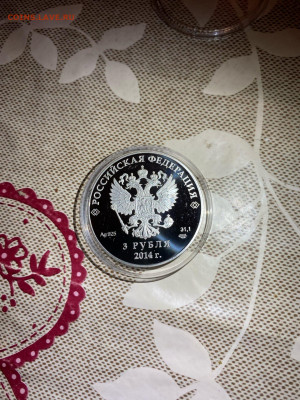 РОССИЙСКАЯ ФЕДЕРАЦИЯ
Ag 925
31,1
3 РУБЛЯ
2014 г.